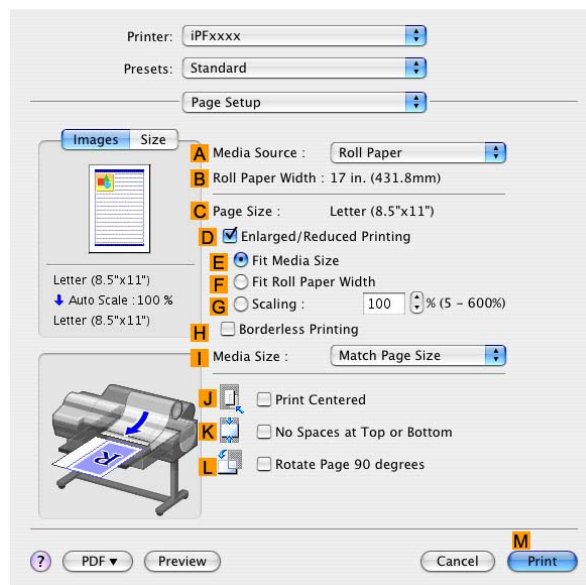 Printer: iPFxxxx
Presets: Standard
Page Setup
Images Size
A Media Source : Roll Paper
B Roll Paper Width : 17 in. (431.8mm)
C Page Size : Letter (8.5"x11")
D Enlarged/Reduced Printing
E Fit Media Size
F Fit Roll Paper Width
G Scaling : 100 % (5 - 600%)
H Borderless Printing
I Media Size : Match Page Size
Letter (8.5"x11")
Auto Scale :100 %
Letter (8.5"x11")
J Print Centered
K No Spaces at Top or Bottom
L Rotate Page 90 degrees
R
M
? PDF▼ Preview Cancel Print